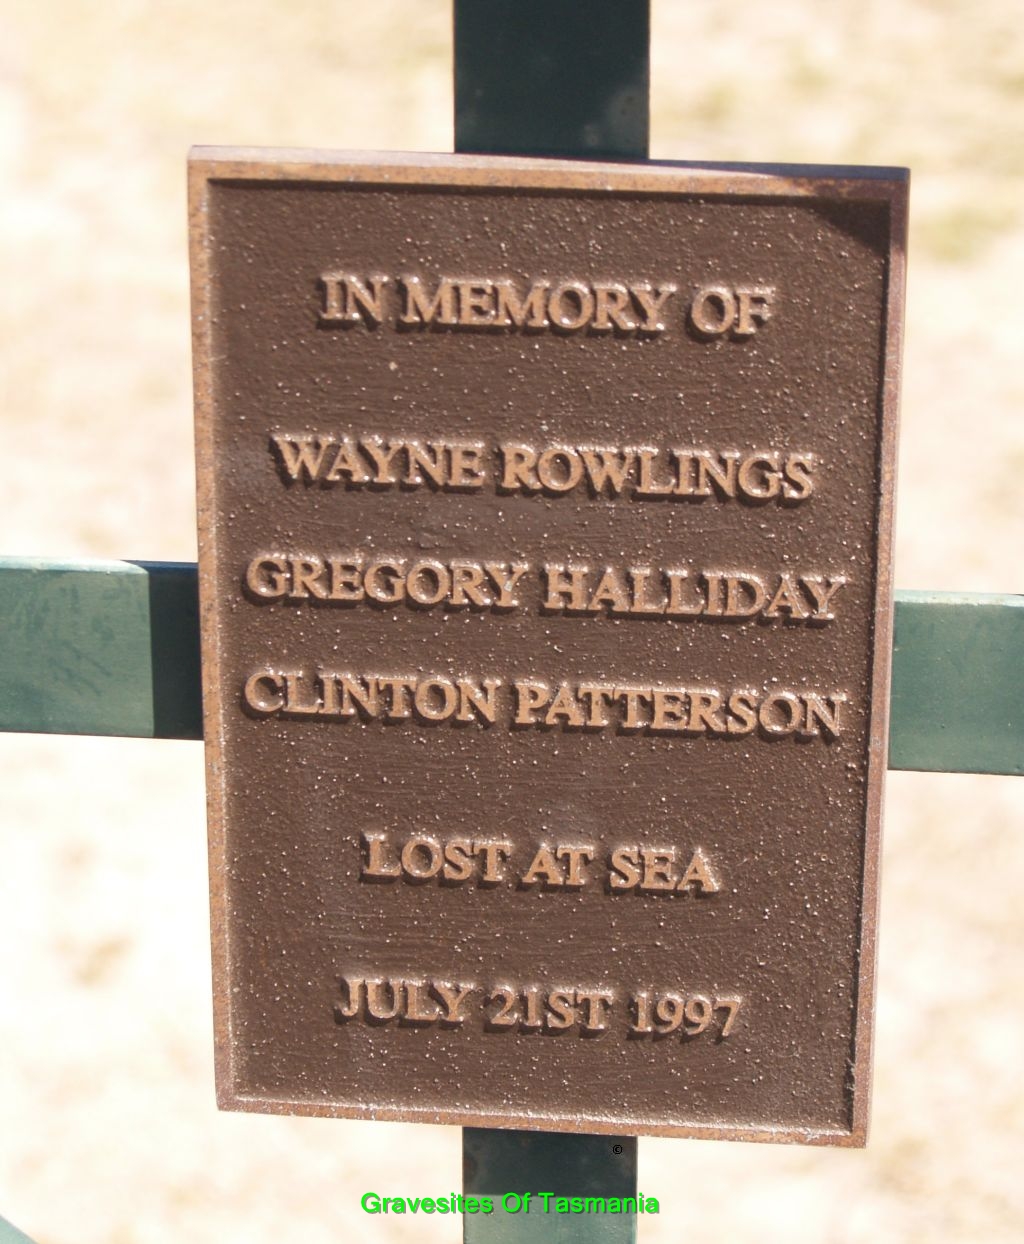 IN MEMORY OF
WAYNE ROWLINGS
GREGORY HALLIDAY
CLINTON PATTERSON
LOST AT SEA
JULY 21ST 1997
©
Gravesites Of Tasmania